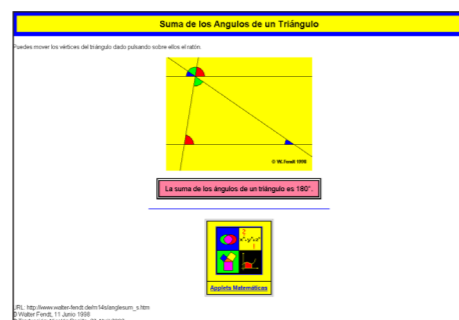 Suma de los Angulos de un Triángulo
Puedes mover los vértices del triángulo dado pulsando sobre ellos el ratón.
© W.Fendt 1998
La suma de los ángulos de un triángulo es 180°.
Applets Matemáticas
URL: http://www.walter-fendt.de/m14s/anglesum_s.htm
© Walter Fendt, 11 Junio 1998